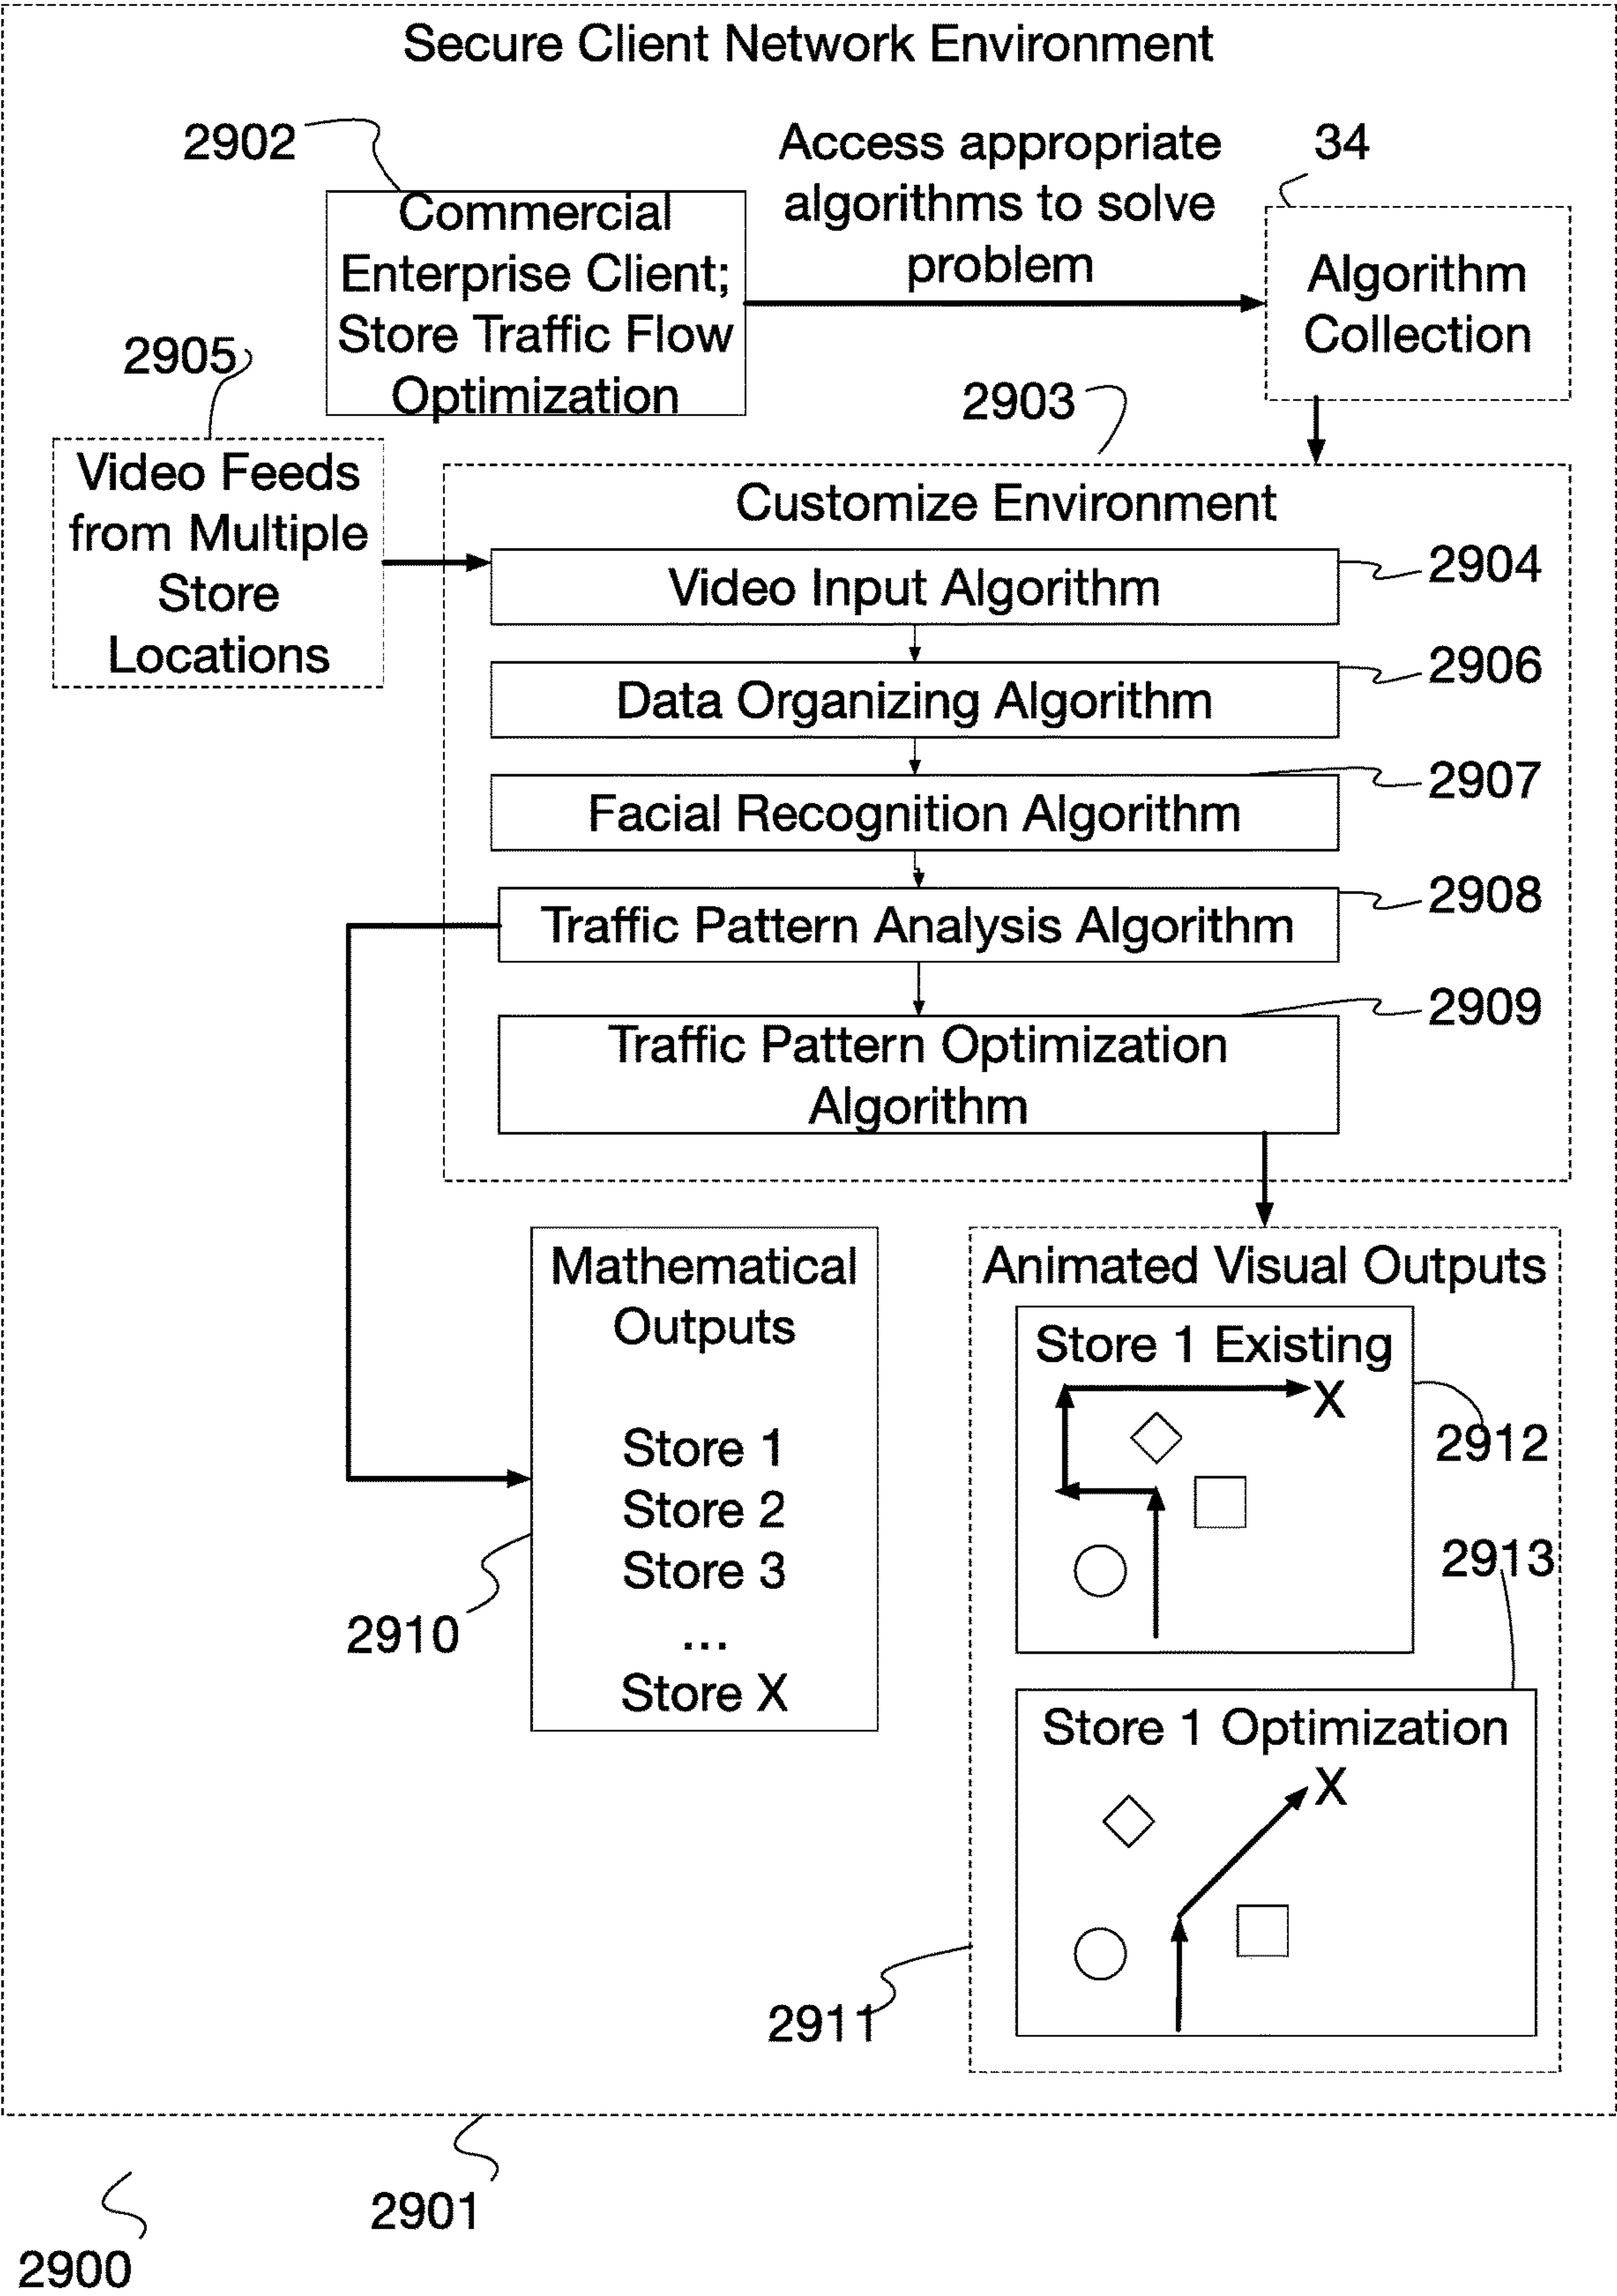 Secure Client Network Environment
2902
Access appropriate
algorithms to solve
problem
34
Commercial
Enterprise Client;
Store Traffic Flow
Optimization
Algorithm
Collection
2905
2903
Video Feeds
from Multiple
Store
Locations
Customize Environment
Video Input Algorithm
2904
Data Organizing Algorithm
2906
Facial Recognition Algorithm
2907
Traffic Pattern Analysis Algorithm
2908
Traffic Pattern Optimization
Algorithm
2909
Mathematical
Outputs
Store 1
Store 2
Store 3
...
Store X
2910
Animated Visual Outputs
Store 1 Existing
X
2912
2913
Store 1 Optimization
X
2911
2901
2900